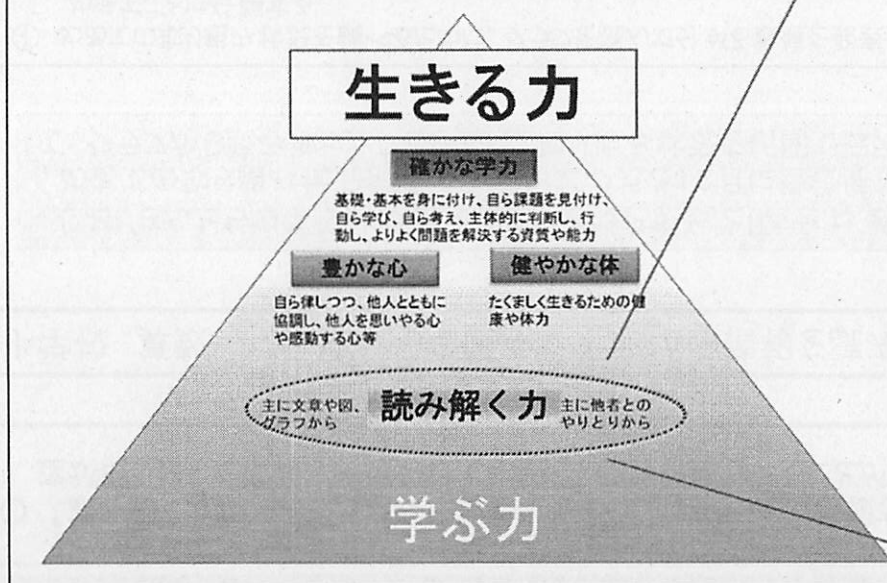 生きる力
確かな学力
基礎・基本を身に付け、自ら課題を見付け、
自ら学び、自ら考え、主体的に判断し、行
動し、よりよく問題を解決する資質や能力
豊かな心
健やかな体
自ら律しつつ、他人とともに
協調し、他人を思いやる心
や感動する心等
たくましく生きるための健
康や体力
主に文章や図、
グラフから
読み解く力
主に他者との
やりとりから
学ぶ力